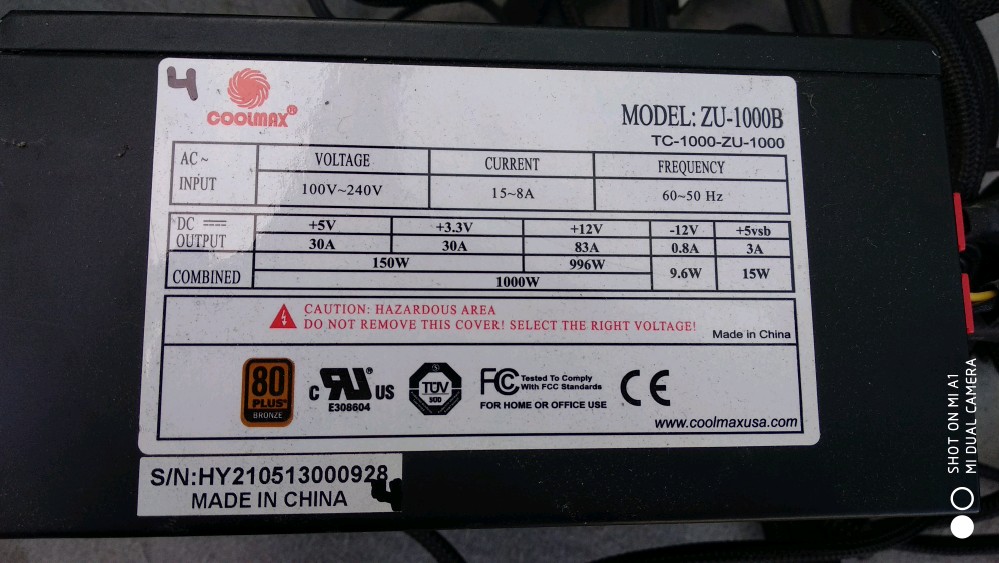 4
COOLMAX®
MODEL: ZU-1000B
TC-1000-ZU-1000
AC ~ INPUT VOLTAGE CURRENT FREQUENCY
100V~240V 15~8A 60~50 Hz
DC OUTPUT +5V +3.3V +12V -12V +5vsb
30A 30A 83A 0.8A 3A
COMBINED 150W 996W 9.6W 15W
1000W
CAUTION: HAZARDOUS AREA
DO NOT REMOVE THIS COVER! SELECT THE RIGHT VOLTAGE!
Made in China
80 PLUS® BRONZE
c RU® US
E308604
TÜV
SÜD
FCC Tested To Comply
With FCC Standards
FOR HOME OR OFFICE USE
CE
www.coolmaxusa.com
S/N:HY210513000928
MADE IN CHINA
SHOT ON MI A1
MI DUAL CAMERA